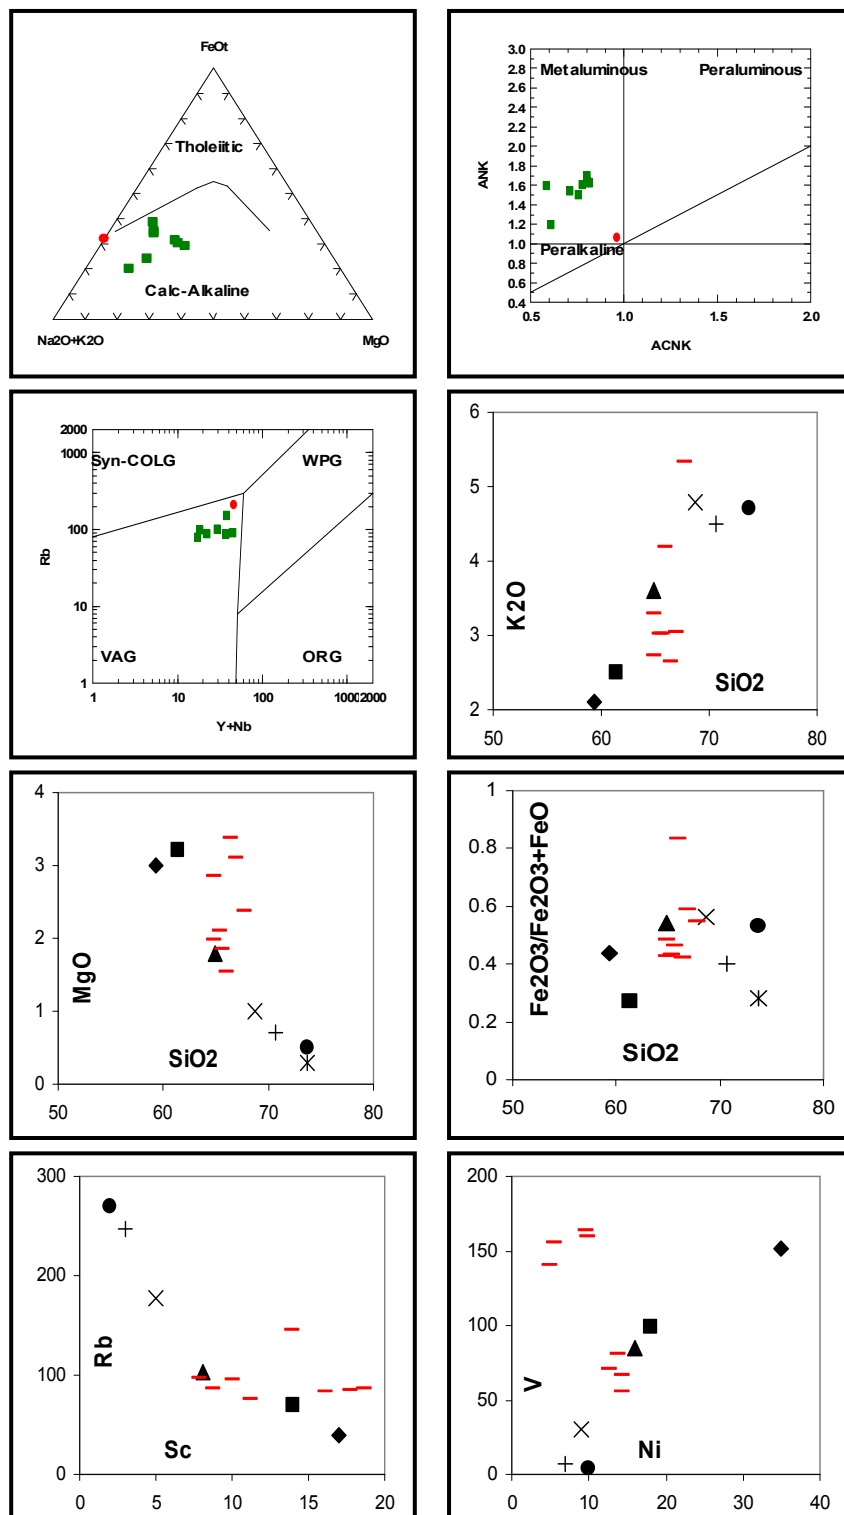 FeOt
Tholeiitic
Calc-Alkaline
Na2O+K2O
MgO
3.0
2.8
2.6
2.4
2.2
2.0
1.8
1.6
1.4
1.2
1.0
0.8
0.6
0.4
Metaluminous
Peraluminous
Peralkaline
ANK
0.5
1.0
1.5
2.0
ACNK
2000
1000
100
10
1
Syn-COLG
WPG
VAG
ORG
Rb
1
10
100
1000
2000
Y+Nb
6
5
4
3
2
K2O
SiO2
50
60
70
80
4
3
2
1
0
MgO
SiO2
50
60
70
80
1
0.8
0.6
0.4
0.2
0
Fe2O3/Fe2O3+FeO
SiO2
50
60
70
80
300
200
100
0
Rb
Sc
0
5
10
15
20
200
150
100
50
0
V
Ni
0
10
20
30
40